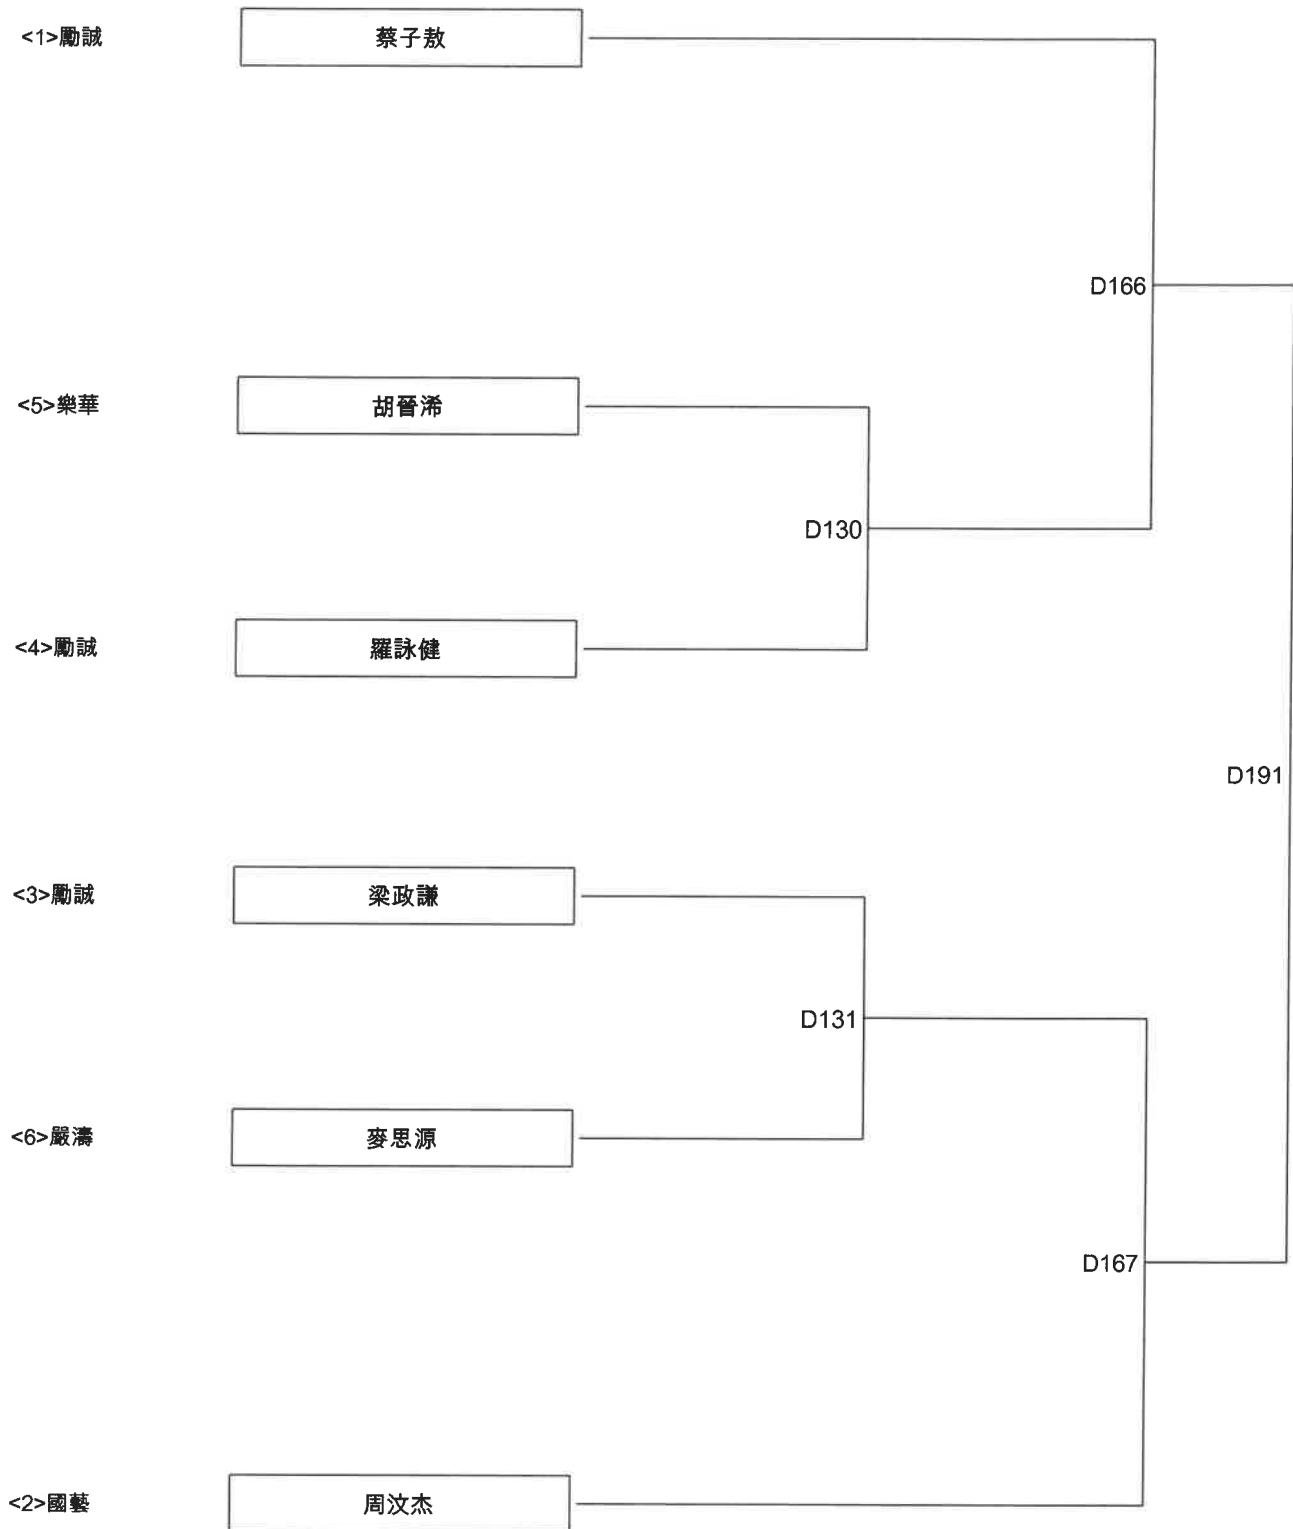 <1>勵誠 蔡子敖
D166
<5>樂華 胡晉浠
D130
<4>勵誠 羅詠健
D191
<3>勵誠 梁政謙
D131
<6>嚴濤 麥思源
D167
<2>國藝 周汶杰